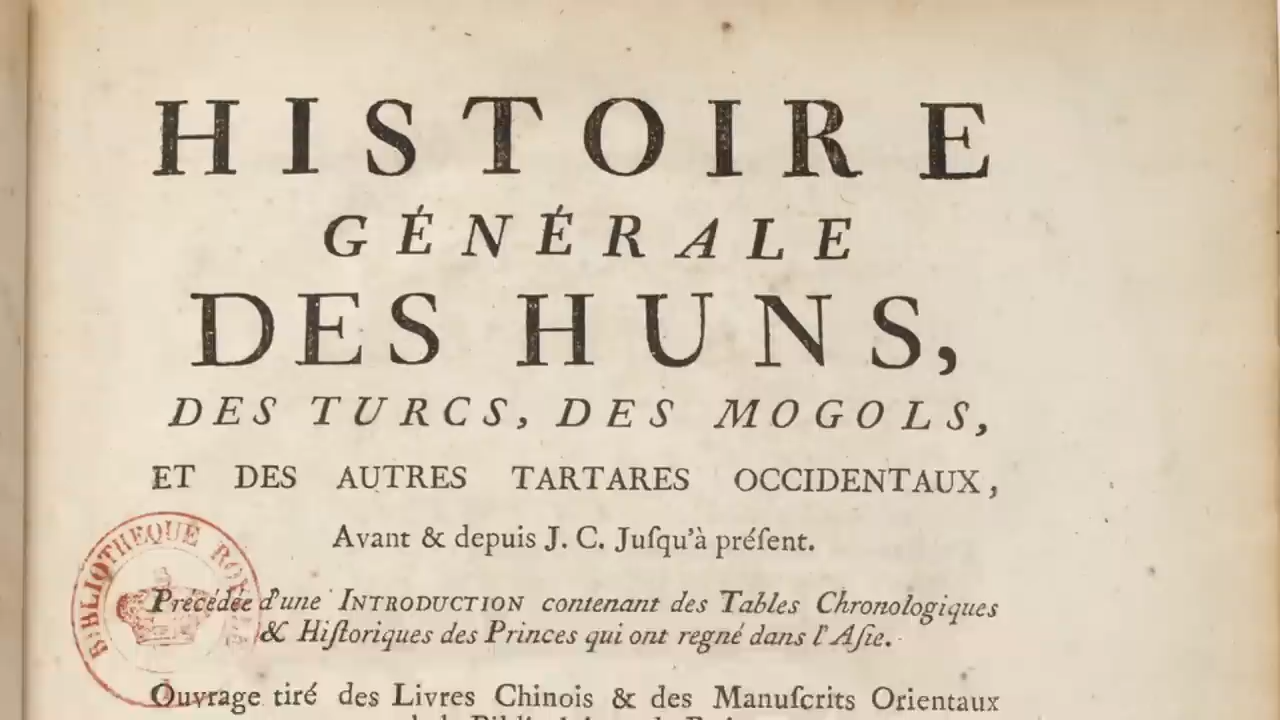 HISTOIRE
GÉNÉRALE
DES HUNS,
DES TURCS, DES MOGOLS,
ET DES AUTRES TARTARES OCCIDENTAUX,
Avant & depuis J. C. Juſqu'à préſent.
Précédée d'une INTRODUCTION contenant des Tables Chronologiques
& Hiſtoriques des Princes qui ont regné dans l'Aſie.
Ouvrage tiré des Livres Chinois & des Manuſcrits Orientaux
BIBLIOTHEQUE ROYALE